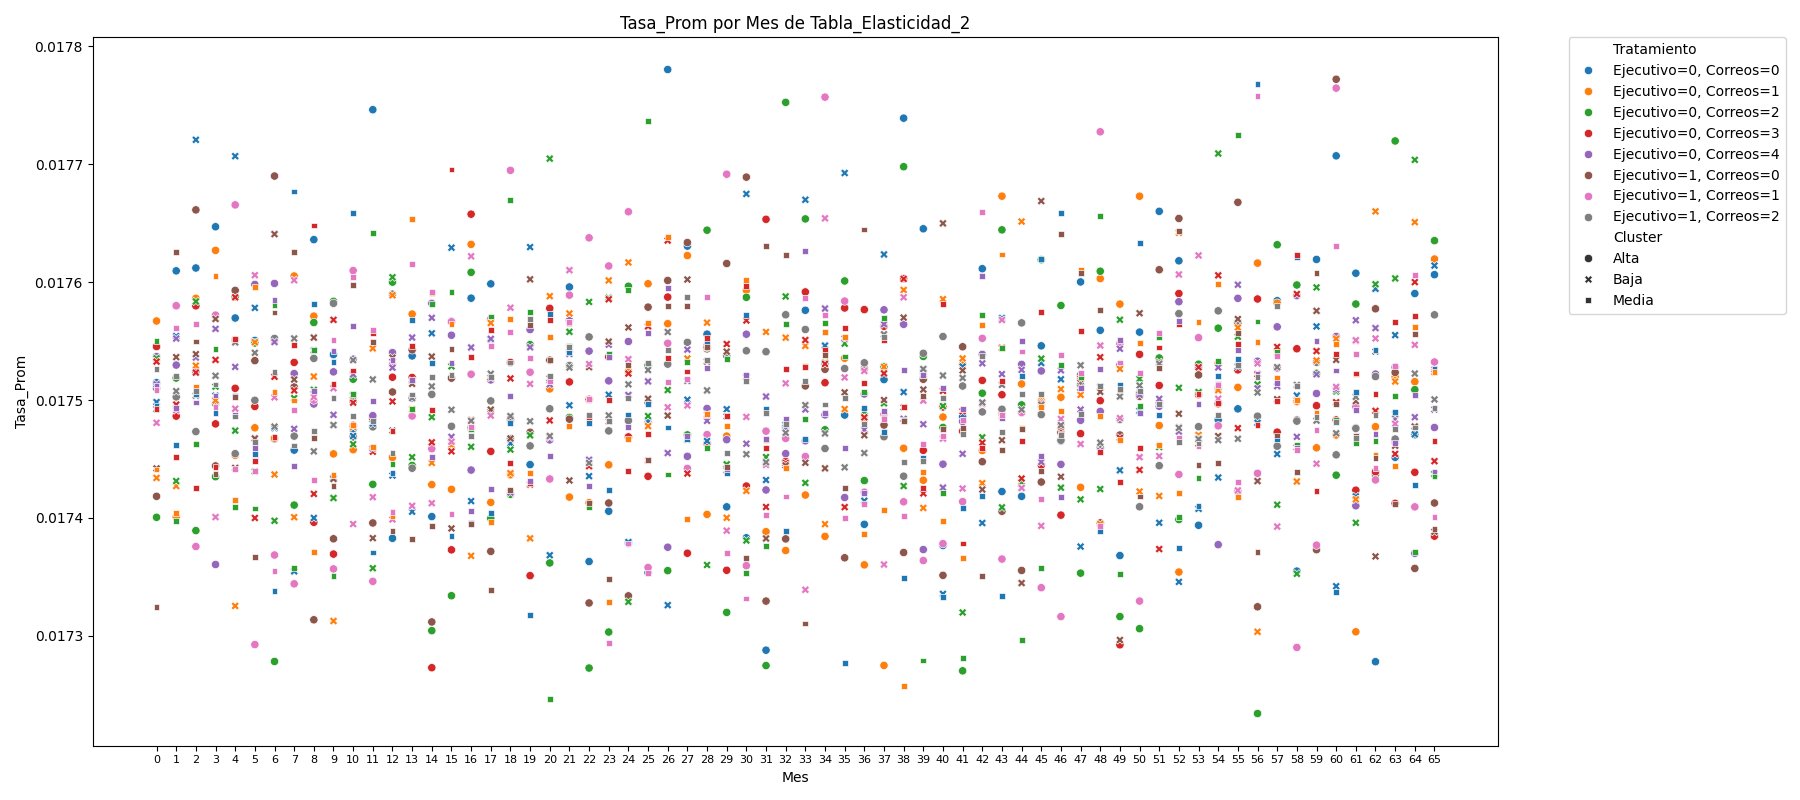 Tasa_Prom por Mes de Tabla_Elasticidad_2
Tasa_Prom
0.0178
0.0177
0.0176
0.0175
0.0174
0.0173
0 1 2 3 4 5 6 7 8 9 10 11 12 13 14 15 16 17 18 19 20 21 22 23 24 25 26 27 28 29 30 31 32 33 34 35 36 37 38 39 40 41 42 43 44 45 46 47 48 49 50 51 52 53 54 55 56 57 58 59 60 61 62 63 64 65
Mes
Tratamiento
Ejecutivo=0, Correos=0
Ejecutivo=0, Correos=1
Ejecutivo=0, Correos=2
Ejecutivo=0, Correos=3
Ejecutivo=0, Correos=4
Ejecutivo=1, Correos=0
Ejecutivo=1, Correos=1
Ejecutivo=1, Correos=2
Cluster
Alta
Baja
Media